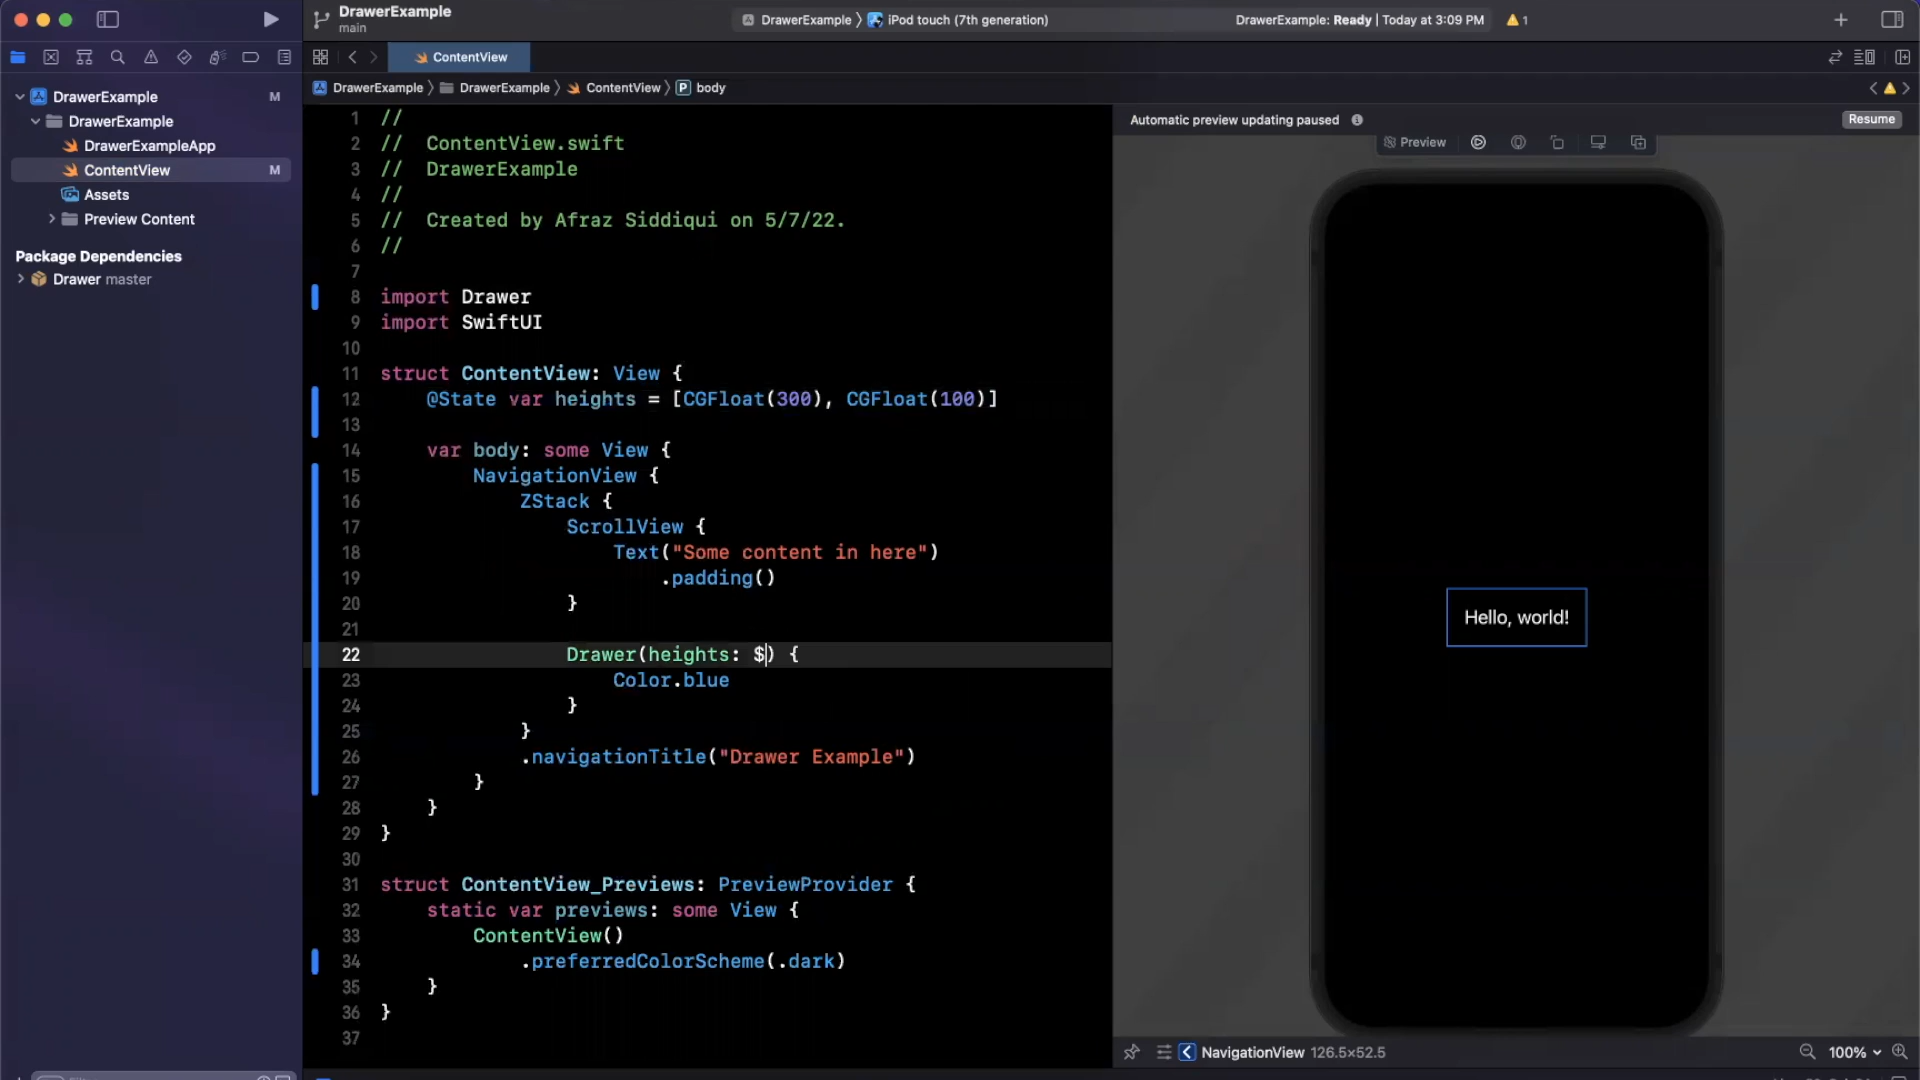 DrawerExample
main
DrawerExample
iPod touch (7th generation)
DrawerExample: Ready | Today at 3:09 PM
1
ContentView
DrawerExample
DrawerExample
ContentView
P body
DrawerExample M
DrawerExample
DrawerExampleApp
ContentView M
Assets
Preview Content
Package Dependencies
Drawer master
1 //
2 //  ContentView.swift
3 //  DrawerExample
4 //
5 //  Created by Afraz Siddiqui on 5/7/22.
6 //
7
8 import Drawer
9 import SwiftUI
10
11 struct ContentView: View {
12     @State var heights = [CGFloat(300), CGFloat(100)]
13
14     var body: some View {
15         NavigationView {
16             ZStack {
17                 ScrollView {
18                     Text("Some content in here")
19                         .padding()
20                 }
21
22                 Drawer(heights: $) {
23                     Color.blue
24                 }
25             }
26             .navigationTitle("Drawer Example")
27         }
28     }
29 }
30
31 struct ContentView_Previews: PreviewProvider {
32     static var previews: some View {
33         ContentView()
34             .preferredColorScheme(.dark)
35     }
36 }
37
Automatic preview updating paused
Resume
Preview
Hello, world!
NavigationView 126.5×52.5
100%